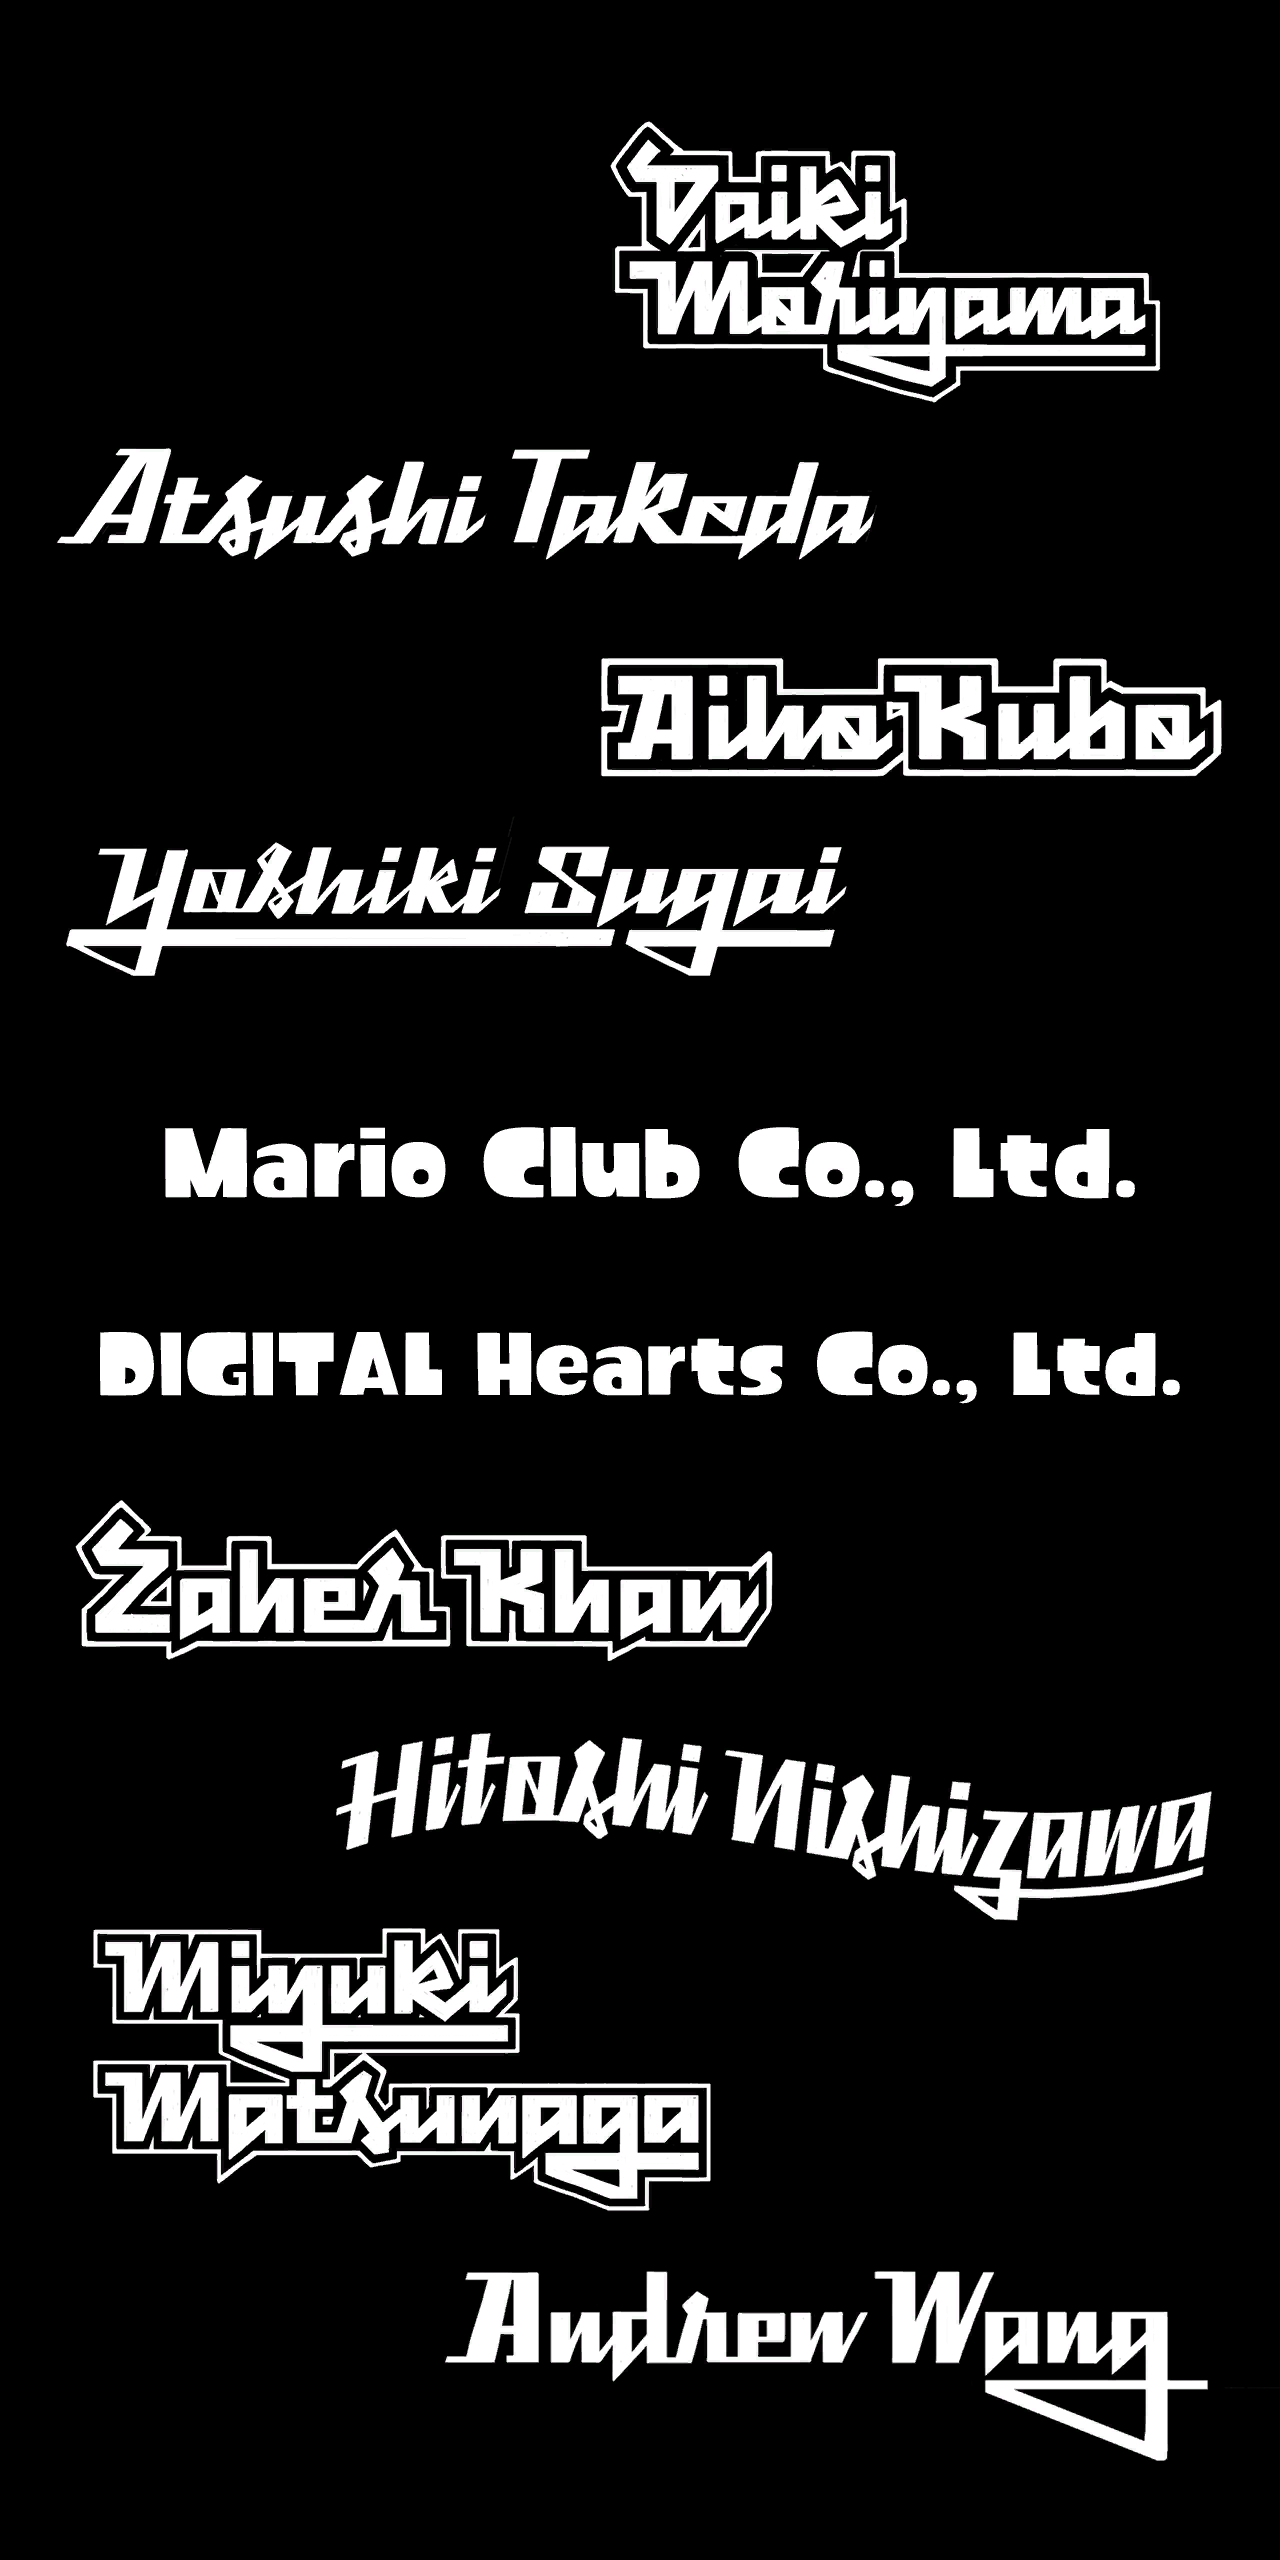 Daiki
Moriyama
Atsushi Takeda
Aiho Kubo
Yoshiki Sugai
Mario Club Co., Ltd.
DIGITAL Hearts Co., Ltd.
Zaher Khan
Hitoshi Nishizawa
Miyuki
Matsunaga
Andrew Wang